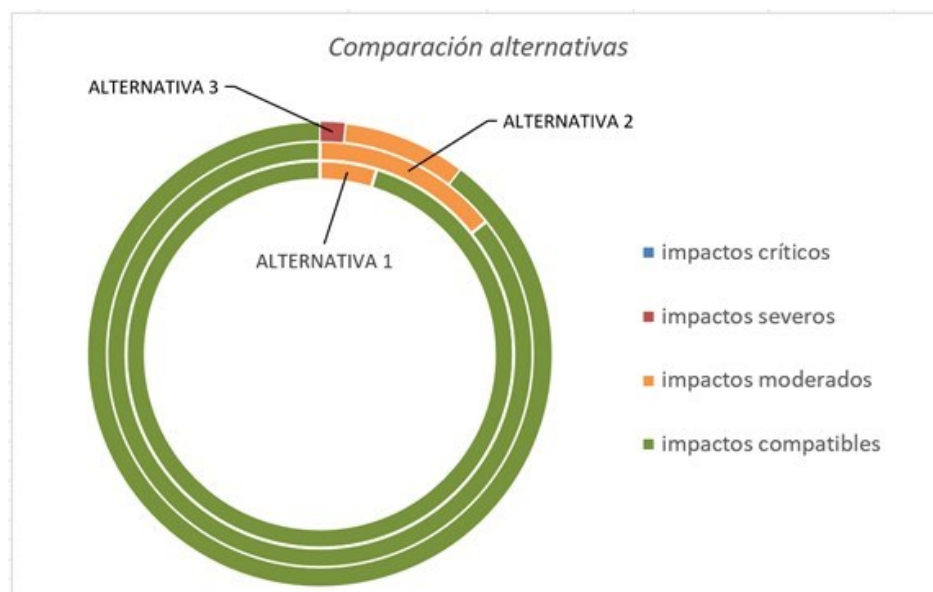 Comparación alternativas
ALTERNATIVA 3
ALTERNATIVA 2
ALTERNATIVA 1
impactos críticos
impactos severos
impactos moderados
impactos compatibles